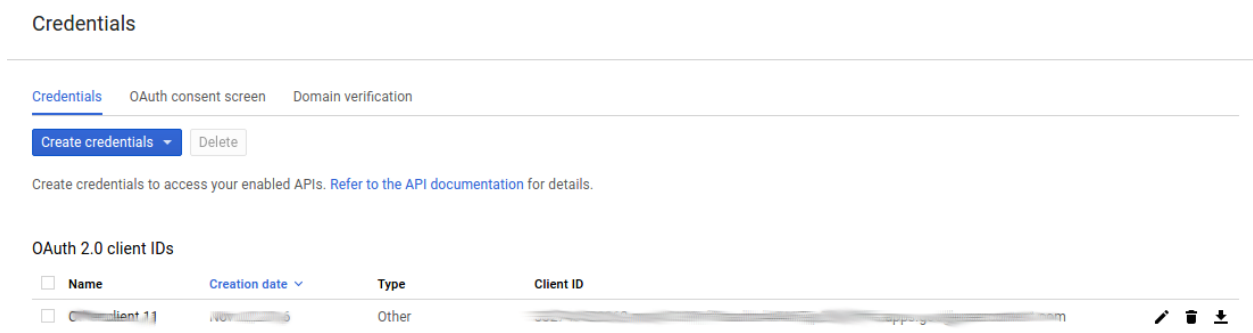 Credentials
Credentials OAuth consent screen Domain verification
Create credentials Delete
Create credentials to access your enabled APIs. Refer to the API documentation for details.
OAuth 2.0 client IDs
Name Creation date Type Client ID
11 Other